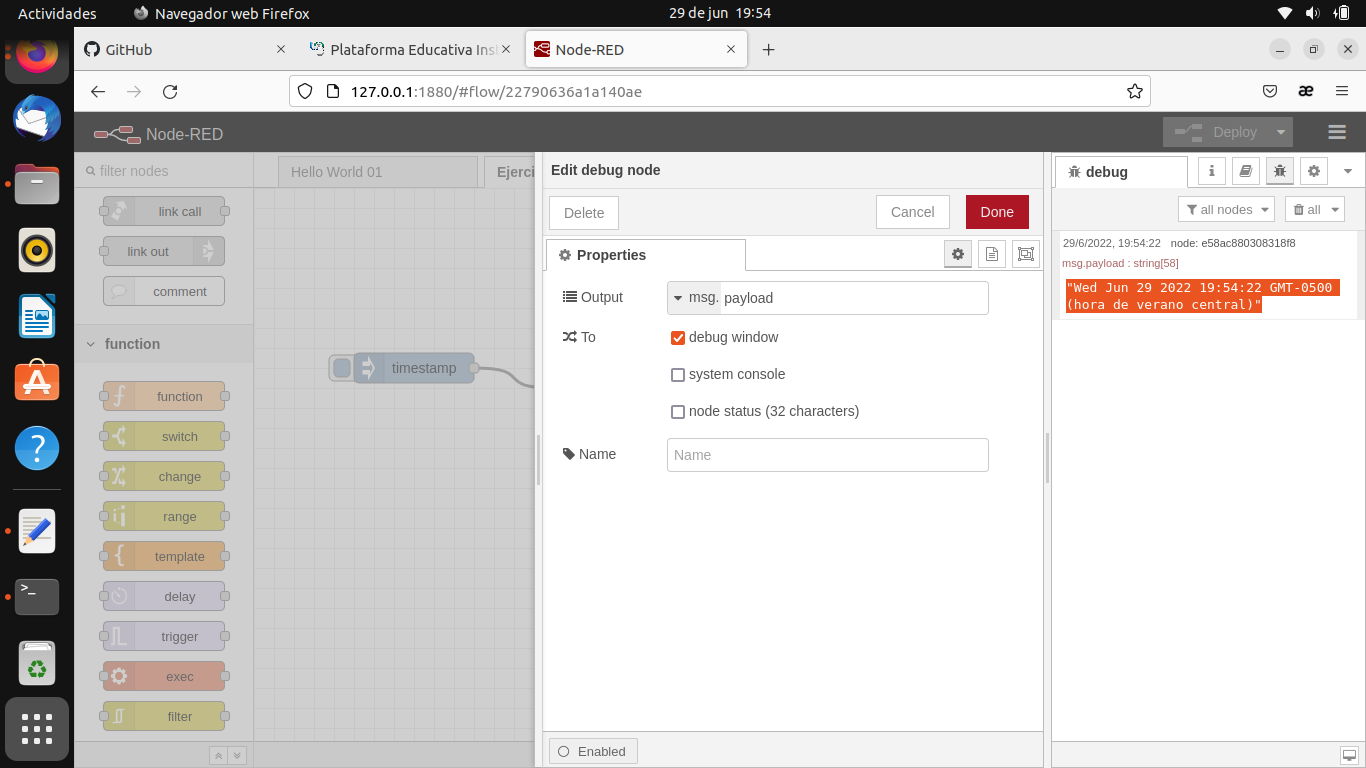 Actividades
Navegador web Firefox
29 de jun 19:54
GitHub
Plataforma Educativa Ins
Node-RED
127.0.0.1:1880/#flow/22790636a1a140ae
Node-RED
Deploy
filter nodes
link call
link out
comment
function
function
switch
change
range
template
delay
trigger
exec
filter
Hello World 01
Ejerci
timestamp
Edit debug node
Delete
Cancel
Done
Properties
Output
msg. payload
To
debug window
system console
node status (32 characters)
Name
Name
Enabled
debug
all nodes
all
29/6/2022, 19:54:22 node: e58ac880308318f8
msg.payload : string[58]
"Wed Jun 29 2022 19:54:22 GMT-0500
(hora de verano central)"